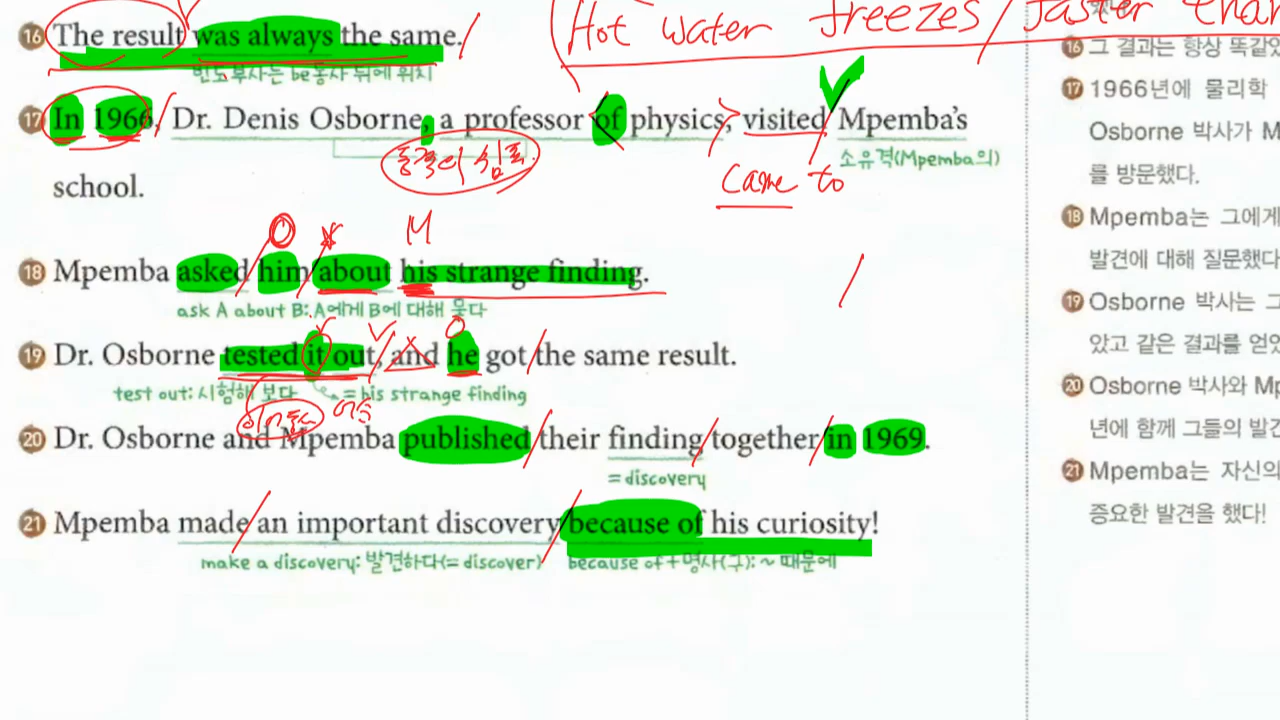 Hot water freezes/faster than
⑯ The result was always the same.
빈도부사는 be동사 뒤에 위치
⑰ In 1966, Dr. Denis Osborne, a professor of physics, visited Mpemba's
동격의 쉼표
소유격(Mpemba의)
came to
school.
O
M
⑱ Mpemba asked him about his strange finding.
ask A about B: A에게 B에 대해 묻다
⑲ Dr. Osborne tested it out, and he got the same result.
test out: 시험해 보다
= his strange finding
⑳ Dr. Osborne and Mpemba published their finding together in 1969.
= discovery
㉑ Mpemba made an important discovery because of his curiosity!
make a discovery: 발견하다(= discover)
because of + 명사(구): ~ 때문에
⑯ 그 결과는 항상 똑같았
⑰ 1966년에 물리학
Osborne 박사가 M
를 방문했다.
⑱ Mpemba는 그에게
발견에 대해 질문했다
⑲ Osborne 박사는 그
았고 같은 결과를 얻었
⑳ Osborne 박사와 Mp
년에 함께 그들의 발견
㉑ Mpemba는 자신의
중요한 발견을 했다!